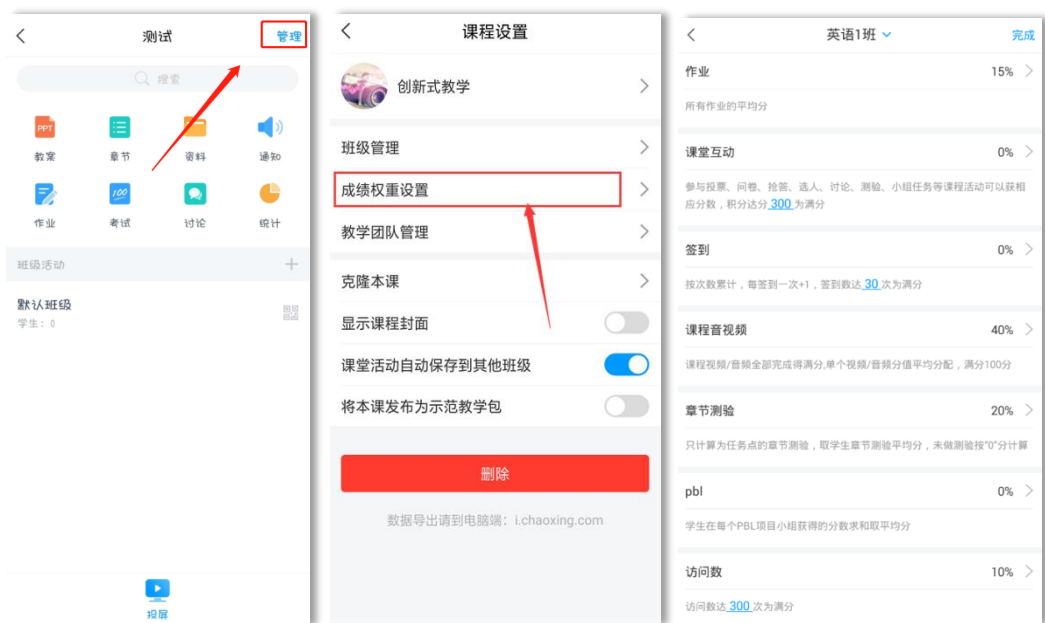 测试
管理
搜索
PPT
教案
章节
资料
通知
100
作业
考试
讨论
统计
班级活动
默认班级
学生：0
投屏
课程设置
创新式教学
班级管理
成绩权重设置
教学团队管理
克隆本课
显示课程封面
课堂活动自动保存到其他班级
将本课发布为示范教学包
删除
数据导出请到电脑端：i.chaoxing.com
英语1班
完成
作业 15%
所有作业的平均分
课堂互动 0%
参与投票、问卷、抢答、选人、讨论、测验、小组任务等课程活动可以获相
应分数，积分达分 300 为满分
签到 0%
按次数累计，每签到一次+1，签到数达 30 次为满分
课程音视频 40%
课程视频/音频全部完成得满分,单个视频/音频分值平均分配，满分100分
章节测验 20%
只计算为任务点的章节测验，取学生章节测验平均分，未做测验按"0"分计算
pbl 0%
学生在每个PBL项目小组获得的分数求和取平均分
访问数 10%
访问数达 300 次为满分